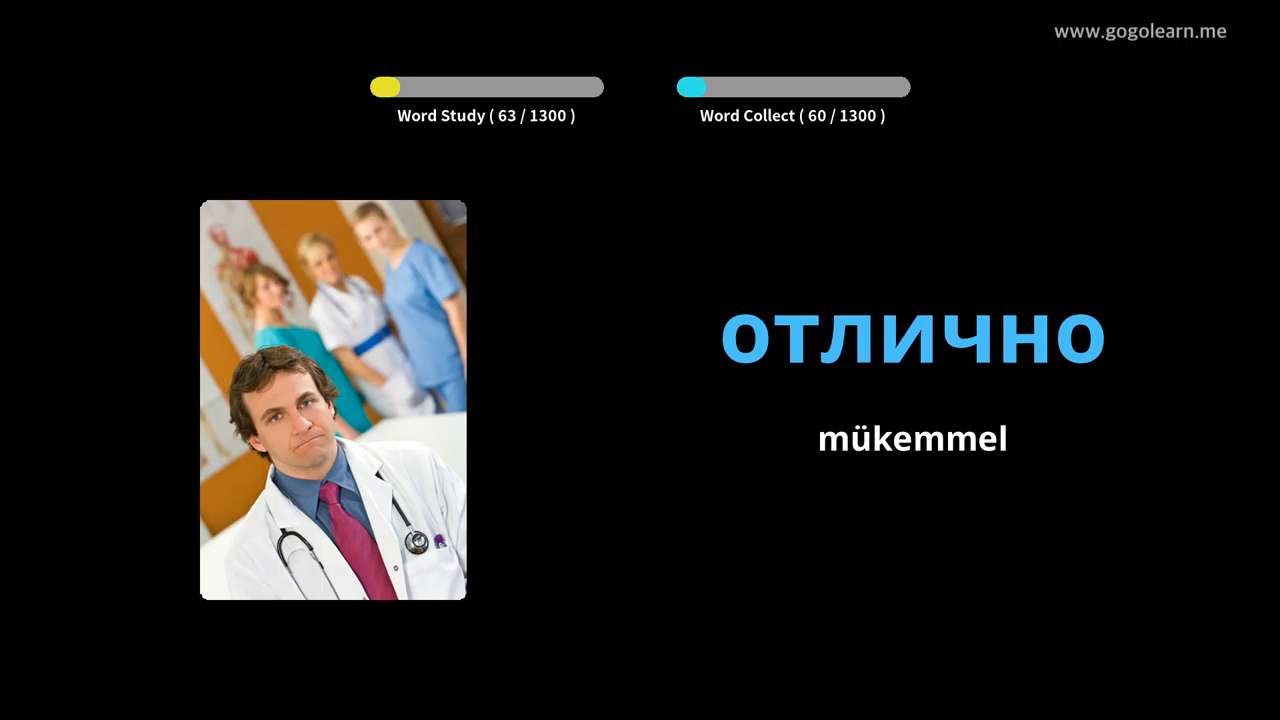 www.gogolearn.me
Word Study ( 63 / 1300 )
Word Collect ( 60 / 1300 )
отлично
mükemmel